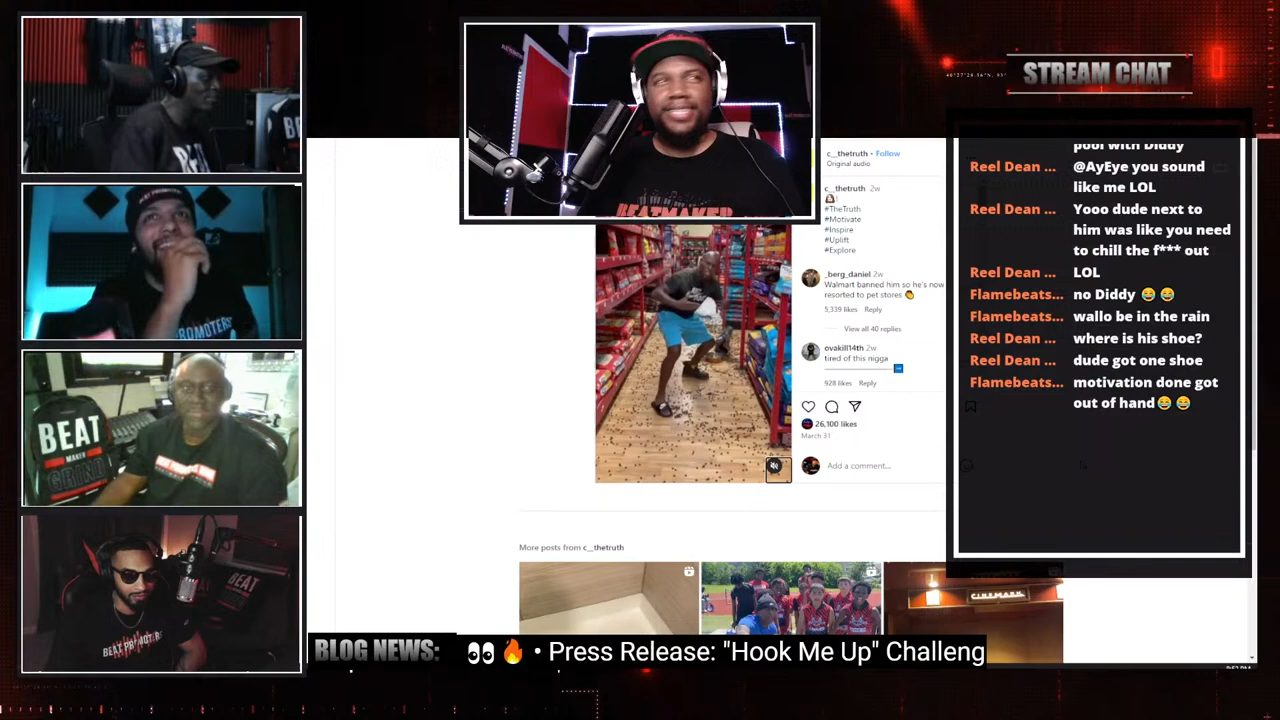 STREAM CHAT
pool with Diddy
Reel Dean ... @AyEye you sound
like me LOL
Reel Dean ... Yooo dude next to
him was like you need
to chill the f*** out
Reel Dean ... LOL
Flamebeats... no Diddy 😂 😂
Flamebeats... wallo be in the rain
Reel Dean ... where is his shoe?
Reel Dean ... dude got one shoe
Flamebeats... motivation done got
out of hand😂 😂
c__thetruth • Follow
Original audio
c__thetruth 2w
#TheTruth
#Motivate
#Inspire
#Uplift
#Explore
_berg_daniel 2w
Walmart banned him so he's now
resorted to pet stores
5,339 likes Reply
View all 40 replies
ovakill14th 2w
tired of this nigga
928 likes Reply
26,100 likes
March 31
Add a comment...
More posts from c__thetruth
CINEMARK
BEATMAKER
BEAT
MAKER
GRIND
BEAT
BEAT PROMOTERS
BLOG NEWS: 👀🔥 • Press Release: "Hook Me Up" Challeng